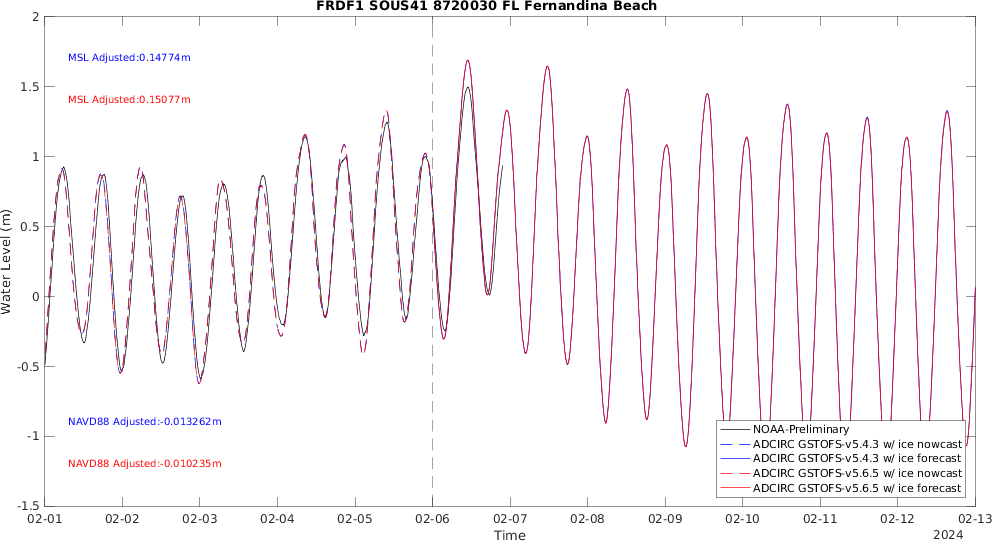 FRDF1 SOUS41 8720030 FL Fernandina Beach
2
1.5
1
0.5
0
-0.5
-1
-1.5
Water Level (m)
MSL Adjusted:0.14774m
MSL Adjusted:0.15077m
NAVD88 Adjusted:-0.013262m
NAVD88 Adjusted:-0.010235m
NOAA-Preliminary
ADCIRC GSTOFS-v5.4.3 w/ ice nowcast
ADCIRC GSTOFS-v5.4.3 w/ ice forecast
ADCIRC GSTOFS-v5.6.5 w/ ice nowcast
ADCIRC GSTOFS-v5.6.5 w/ ice forecast
02-01 02-02 02-03 02-04 02-05 02-06 02-07 02-08 02-09 02-10 02-11 02-12 02-13
Time
2024